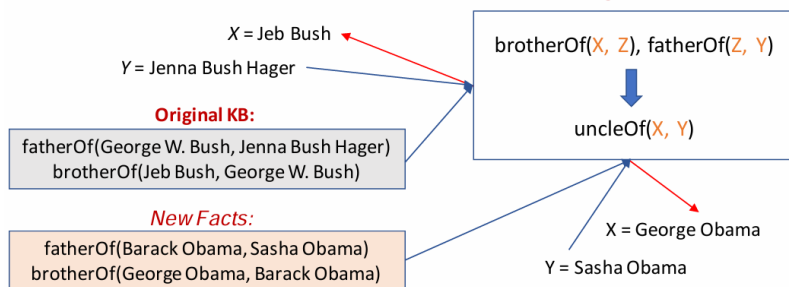 X = Jeb Bush
Y = Jenna Bush Hager
Original KB:
fatherOf(George W. Bush, Jenna Bush Hager)
brotherOf(Jeb Bush, George W. Bush)
New Facts:
fatherOf(Barack Obama, Sasha Obama)
brotherOf(George Obama, Barack Obama)
brotherOf(X, Z), fatherOf(Z, Y)
uncleOf(X, Y)
X = George Obama
Y = Sasha Obama